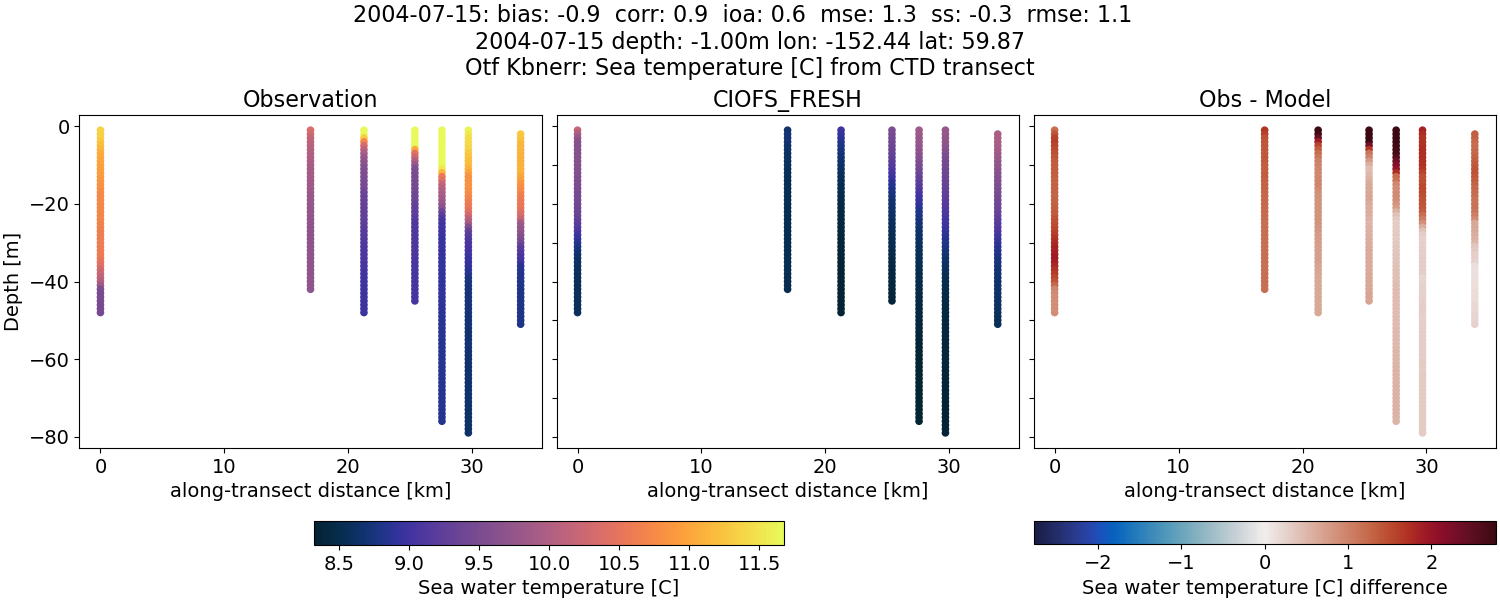 2004-07-15: bias: -0.9  corr: 0.9  ioa: 0.6  mse: 1.3  ss: -0.3  rmse: 1.1
2004-07-15 depth: -1.00m lon: -152.44 lat: 59.87
Otf Kbnerr: Sea temperature [C] from CTD transect
Observation
CIOFS_FRESH
Obs - Model
Depth [m]
0
−20
−40
−60
−80
0 10 20 30
0 10 20 30
0 10 20 30
along-transect distance [km]
along-transect distance [km]
along-transect distance [km]
8.5 9.0 9.5 10.0 10.5 11.0 11.5
Sea water temperature [C]
−2 −1 0 1 2
Sea water temperature [C] difference